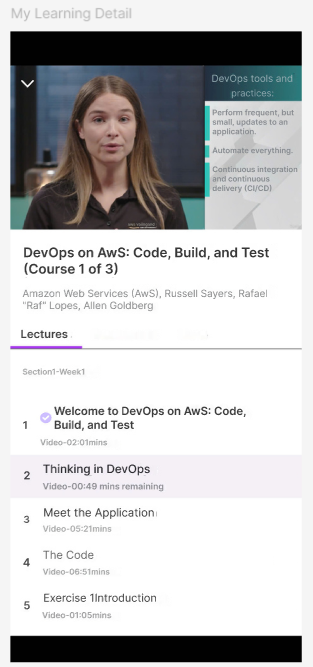 My Learning Detail
DevOps tools and
practices:
Perform frequent, but
small, updates to an
application.
Automate everything.
Continuous integration
and continuous
delivery (CI/CD)
DevOps on AwS: Code, Build, and Test
(Course 1 of 3)
Amazon Web Services (AwS), Russell Sayers, Rafael
"Raf" Lopes, Allen Goldberg
Lectures
Section1-Week1
1
Welcome to DevOps on AwS: Code,
Build, and Test
Video-02:01mins
2
Thinking in DevOps
Video-00:49 mins remaining
3
Meet the Application
Video-05:21mins
4
The Code
Video-06:51mins
5
Exercise 1Introduction
Video-01:05mins